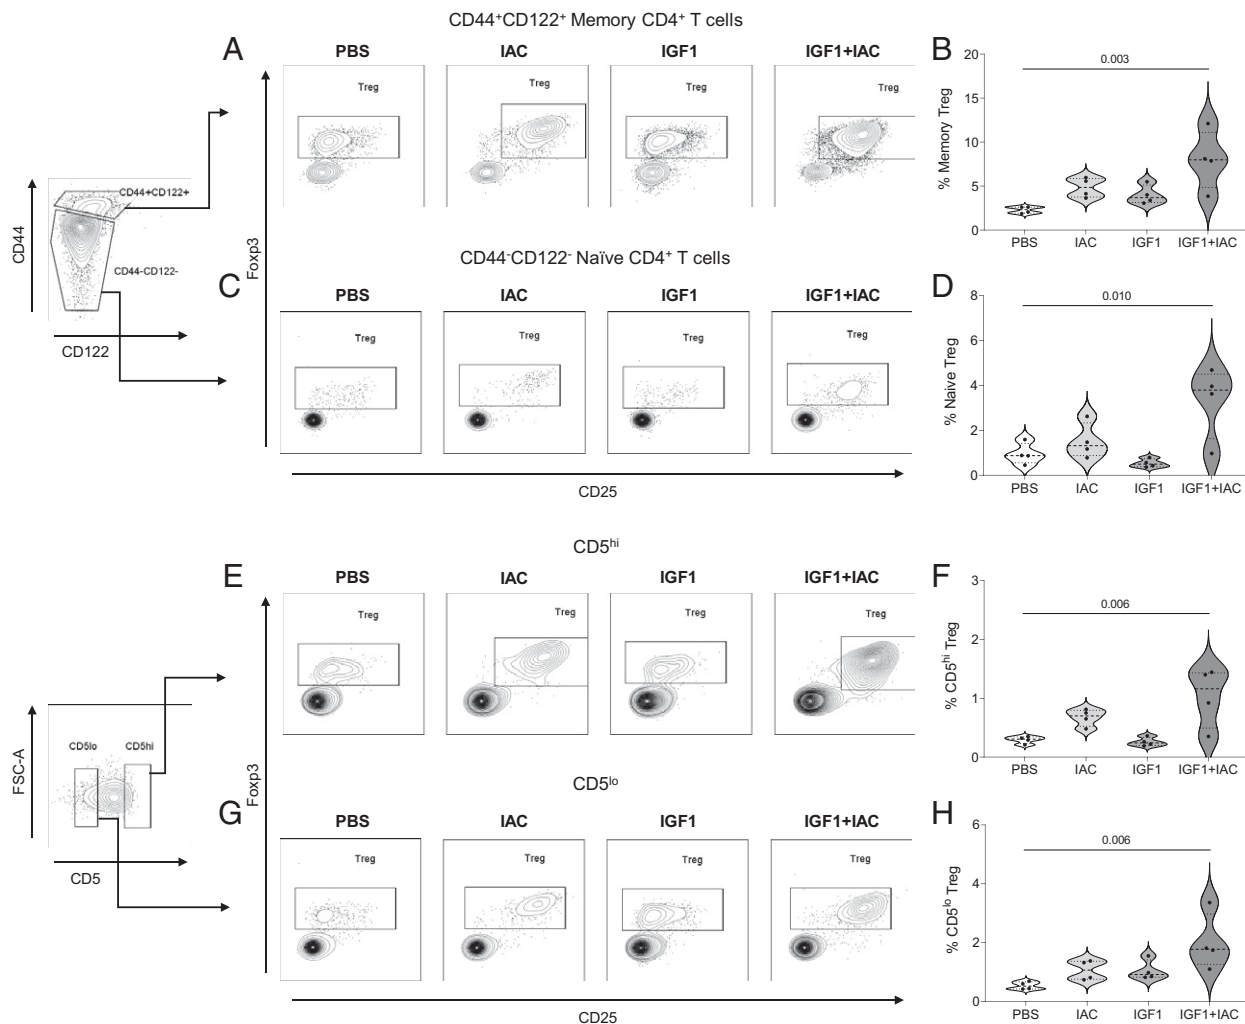 CD44⁺CD122⁺ Memory CD4⁺ T cells
A
PBS
IAC
IGF1
IGF1+IAC
Treg
Treg
Treg
Treg
B
20
15
10
5
0
0.003
% Memory Treg
PBS
IAC
IGF1
IGF1+IAC
CD44+CD122+
CD44-CD122-
CD44
CD122
Foxp3
CD44⁻CD122⁻ Naïve CD4⁺ T cells
C
PBS
IAC
IGF1
IGF1+IAC
Treg
Treg
Treg
Treg
CD25
D
8
6
4
2
0
0.010
% Naive Treg
PBS
IAC
IGF1
IGF1+IAC
CD5ʰⁱ
E
PBS
IAC
IGF1
IGF1+IAC
Treg
Treg
Treg
Treg
F
3
2
1
0
0.006
% CD5ʰⁱ Treg
PBS
IAC
IGF1
IGF1+IAC
CD5lo
CD5hi
FSC-A
CD5
Foxp3
CD5ˡᵒ
G
PBS
IAC
IGF1
IGF1+IAC
Treg
Treg
Treg
Treg
CD25
H
6
4
2
0
0.006
% CD5ˡᵒ Treg
PBS
IAC
IGF1
IGF1+IAC